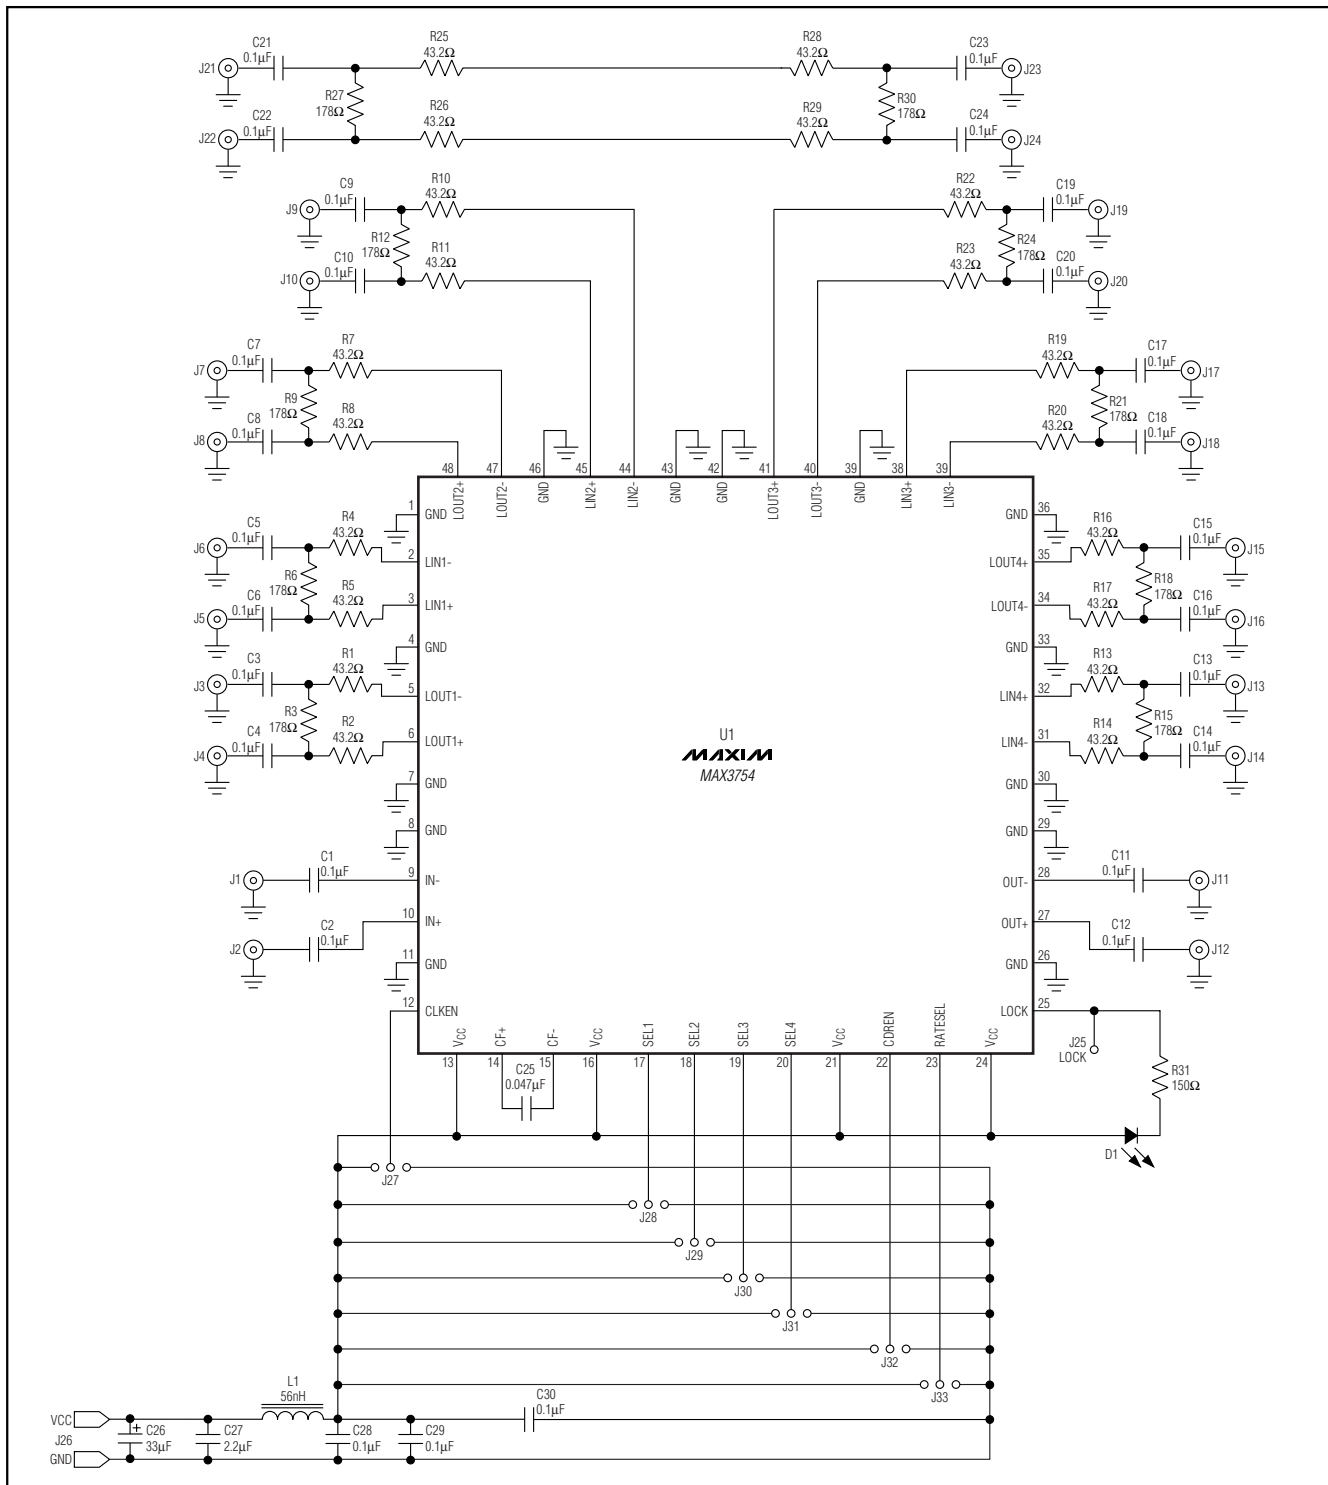 C21
0.1µF
J21
R25
43.2Ω
R28
43.2Ω
C23
0.1µF
J23
R27
178Ω
R30
178Ω
C22
0.1µF
J22
R26
43.2Ω
R29
43.2Ω
C24
0.1µF
J24
C9
0.1µF
J9
R10
43.2Ω
R22
43.2Ω
C19
0.1µF
J19
R12
178Ω
R24
178Ω
C10
0.1µF
J10
R11
43.2Ω
R23
43.2Ω
C20
0.1µF
J20
C7
0.1µF
J7
R7
43.2Ω
R19
43.2Ω
C17
0.1µF
J17
R9
178Ω
R21
178Ω
C8
0.1µF
J8
R8
43.2Ω
R20
43.2Ω
C18
0.1µF
J18
48
47
46
45
44
43
42
41
40
39
38
39
LOUT2+
LOUT2-
GND
LIN2+
LIN2-
GND
GND
LOUT3+
LOUT3-
GND
LIN3+
LIN3-
1
GND
GND
36
C5
0.1µF
J6
R4
43.2Ω
2
LIN1-
LOUT4+
35
R16
43.2Ω
C15
0.1µF
J15
R6
178Ω
R18
178Ω
C6
0.1µF
J5
R5
43.2Ω
3
LIN1+
LOUT4-
34
R17
43.2Ω
C16
0.1µF
J16
4
GND
GND
33
C3
0.1µF
J3
R1
43.2Ω
5
LOUT1-
LIN4+
32
R13
43.2Ω
C13
0.1µF
J13
R3
178Ω
R15
178Ω
C4
0.1µF
J4
R2
43.2Ω
6
LOUT1+
LIN4-
31
R14
43.2Ω
C14
0.1µF
J14
U1
MAXIM
MAX3754
7
GND
GND
30
8
GND
GND
29
C1
0.1µF
J1
9
IN-
OUT-
28
C11
0.1µF
J11
C2
0.1µF
J2
10
IN+
OUT+
27
C12
0.1µF
J12
11
GND
GND
26
12
CLKEN
LOCK
25
VCC
CF+
CF-
VCC
SEL1
SEL2
SEL3
SEL4
VCC
CDREN
RATESEL
VCC
13
14
15
16
17
18
19
20
21
22
23
24
C25
0.047µF
J25
LOCK
R31
150Ω
D1
J27
J28
J29
J30
J31
J32
J33
L1
56nH
C30
0.1µF
VCC
J26
GND
+
C26
33µF
C27
2.2µF
C28
0.1µF
C29
0.1µF